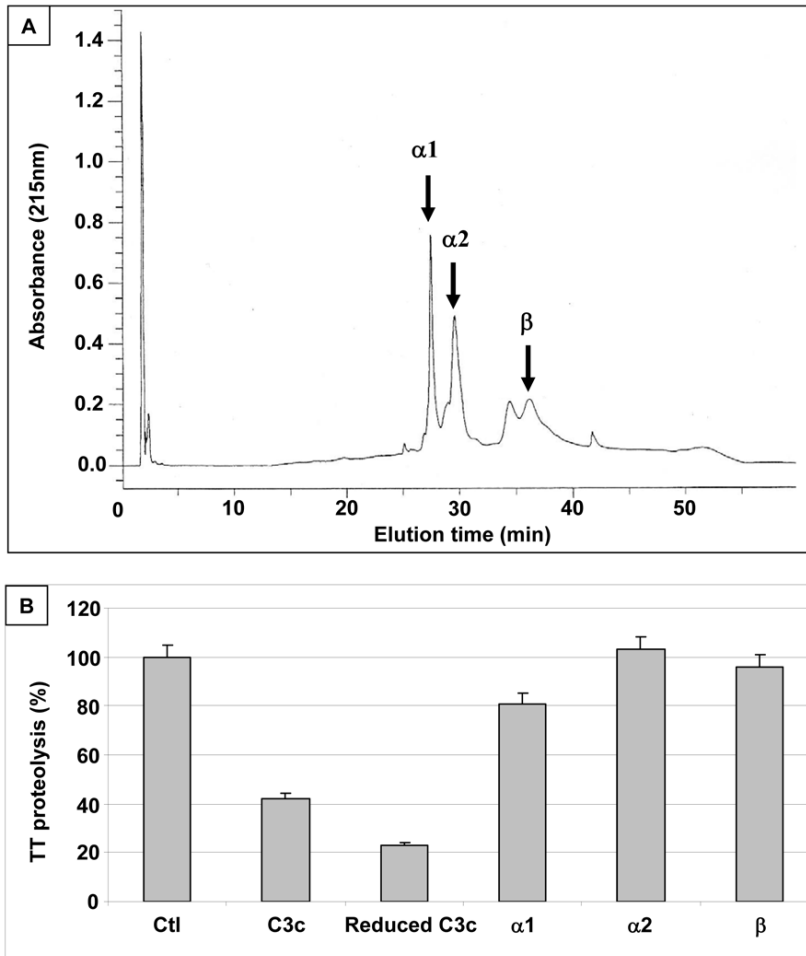 A
Absorbance (215nm)
1.4
1.2
1.0
0.8
0.6
0.4
0.2
0.0
α1
α2
β
0 10 20 30 40 50
Elution time (min)
B
TT proteolysis (%)
120
100
80
60
40
20
0
Ctl C3c Reduced C3c α1 α2 β